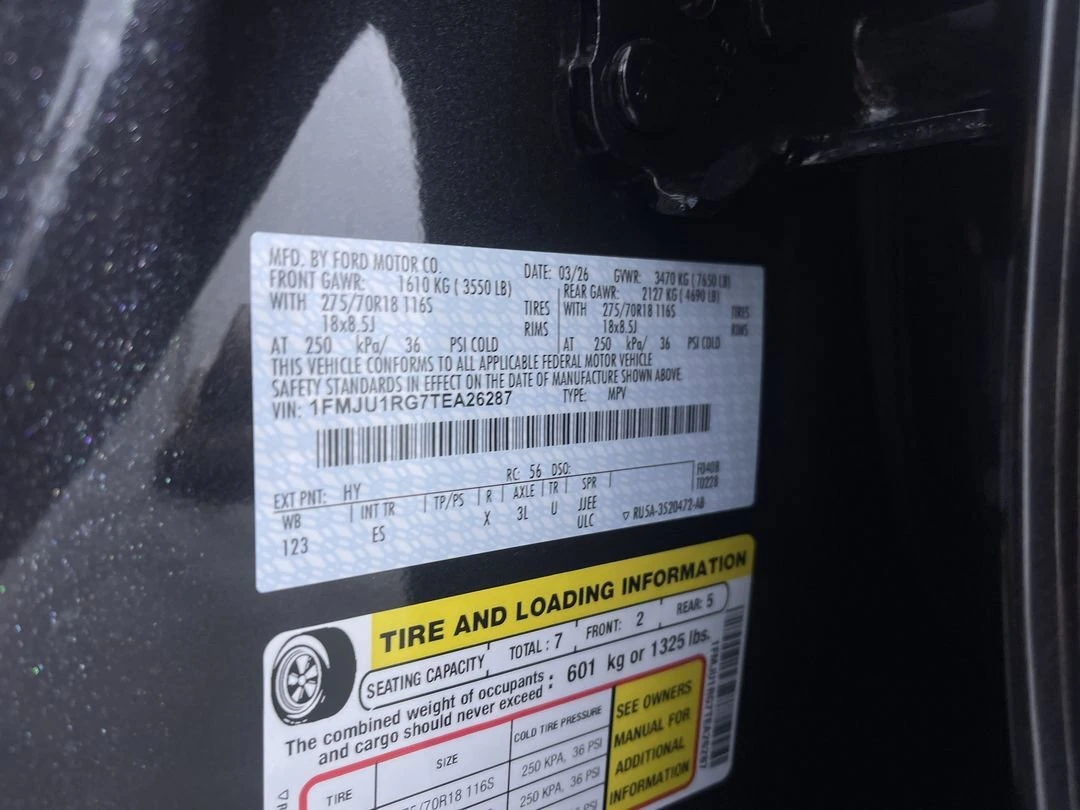 MFD. BY FORD MOTOR CO.
DATE: 03/26 GVWR: 3470 KG (7650 LB)
FRONT GAWR: 1610 KG (3550 LB) REAR GAWR: 2127 KG (4690 LB)
WITH 275/70R18 116S TIRES WITH 275/70R18 116S TIRES
18x8.5J RIMS 18x8.5J RIMS
AT 250 kPa/ 36 PSI COLD AT 250 kPa/ 36 PSI COLD
THIS VEHICLE CONFORMS TO ALL APPLICABLE FEDERAL MOTOR VEHICLE
SAFETY STANDARDS IN EFFECT ON THE DATE OF MANUFACTURE SHOWN ABOVE.
VIN: 1FMJU1RG7TEA26287 TYPE: MPV
EXT PNT: HY RC: 56 DSO: F0408
T0228
WB INT TR TP/PS R AXLE TR SPR
123 ES X 3L U JJEE
ULC ▽ RU5A-3520472-AB
TIRE AND LOADING INFORMATION
SEATING CAPACITY TOTAL : 7 FRONT: 2 REAR: 5
The combined weight of occupants
and cargo should never exceed : 601 kg or 1325 lbs.
TIRE SIZE COLD TIRE PRESSURE
/70R18 116S 250 KPA, 36 PSI
250 KPA, 36 PSI
PSI
SEE OWNERS
MANUAL FOR
ADDITIONAL
INFORMATION